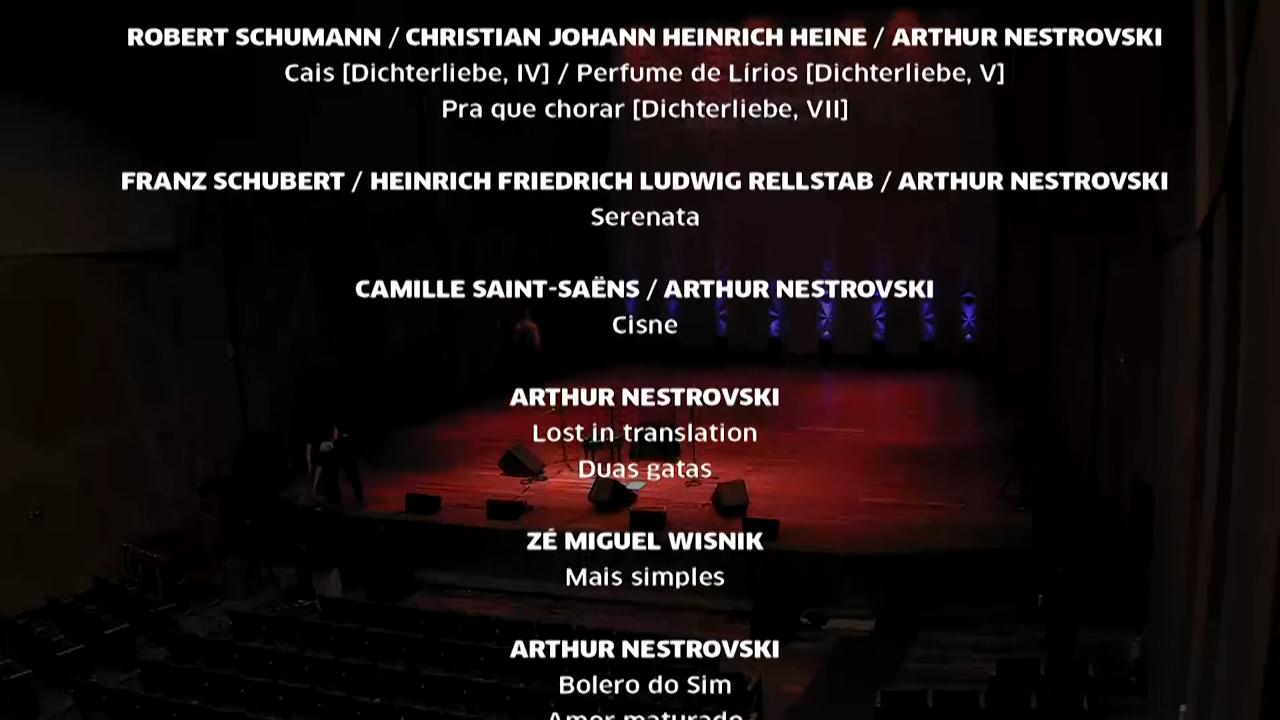 ROBERT SCHUMANN / CHRISTIAN JOHANN HEINRICH HEINE / ARTHUR NESTROVSKI
Cais [Dichterliebe, IV] / Perfume de Lírios [Dichterliebe, V]
Pra que chorar [Dichterliebe, VII]
FRANZ SCHUBERT / HEINRICH FRIEDRICH LUDWIG RELLSTAB / ARTHUR NESTROVSKI
Serenata
CAMILLE SAINT-SAËNS / ARTHUR NESTROVSKI
Cisne
ARTHUR NESTROVSKI
Lost in translation
Duas gatas
ZÉ MIGUEL WISNIK
Mais simples
ARTHUR NESTROVSKI
Bolero do Sim
Amor maturado